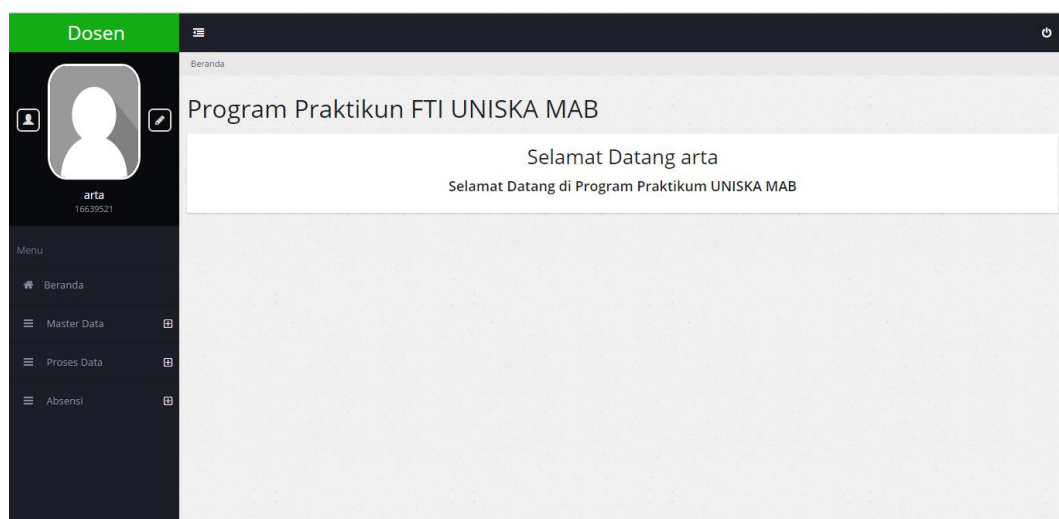 Dosen
arta
16639521
Menu
Beranda
Master Data
Proses Data
Absensi
Beranda
Program Praktikun FTI UNISKA MAB
Selamat Datang arta
Selamat Datang di Program Praktikum UNISKA MAB